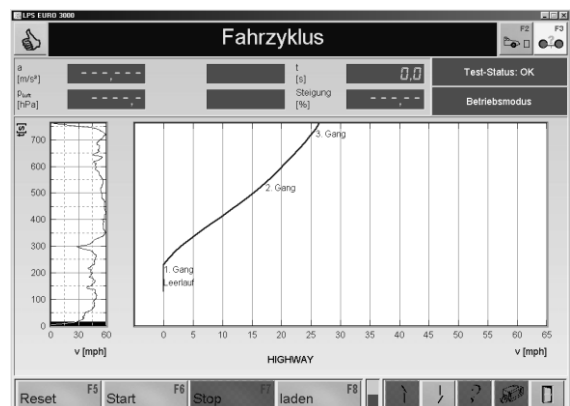 LPS EURO 3000
Fahrzyklus
F2
F3
a
[m/s²]
---,---
t
[s]
0,0
Test-Status: OK
[hPa]
----,-
Steigung
[%]
---,--
Betriebsmodus
t[s]
700
600
500
400
300
200
100
0
0 30 60
v [mph]
3. Gang
2. Gang
1. Gang
Leerlauf
0 5 10 15 20 25 30 35 40 45 50 55 60 65
v [mph]
HIGHWAY
Reset F5
Start F6
Stop F7
laden F8